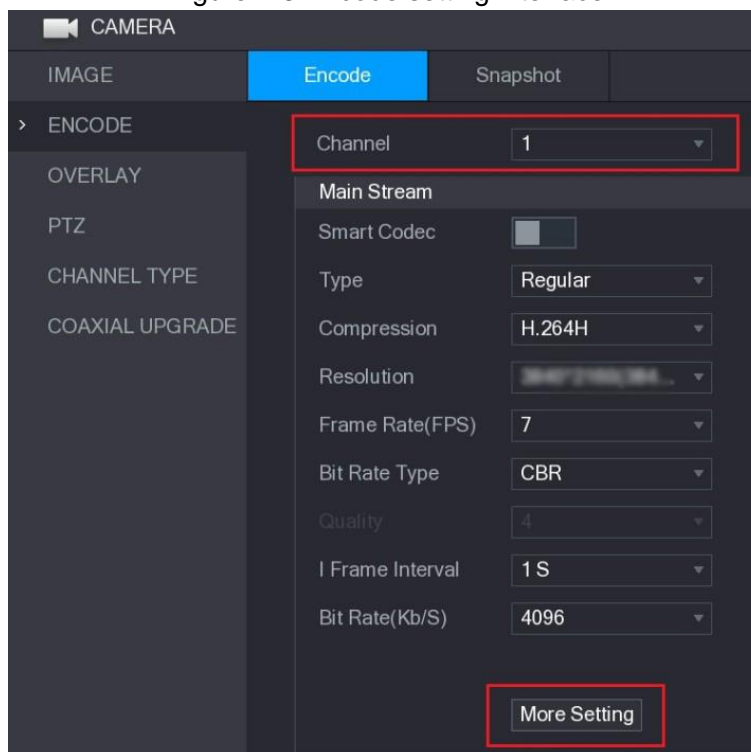 CAMERA
IMAGE
Encode
Snapshot
ENCODE
Channel
1
OVERLAY
Main Stream
PTZ
Smart Codec
CHANNEL TYPE
Type
Regular
COAXIAL UPGRADE
Compression
H.264H
Resolution
Frame Rate(FPS)
7
Bit Rate Type
CBR
Quality
4
I Frame Interval
1 S
Bit Rate(Kb/S)
4096
More Setting